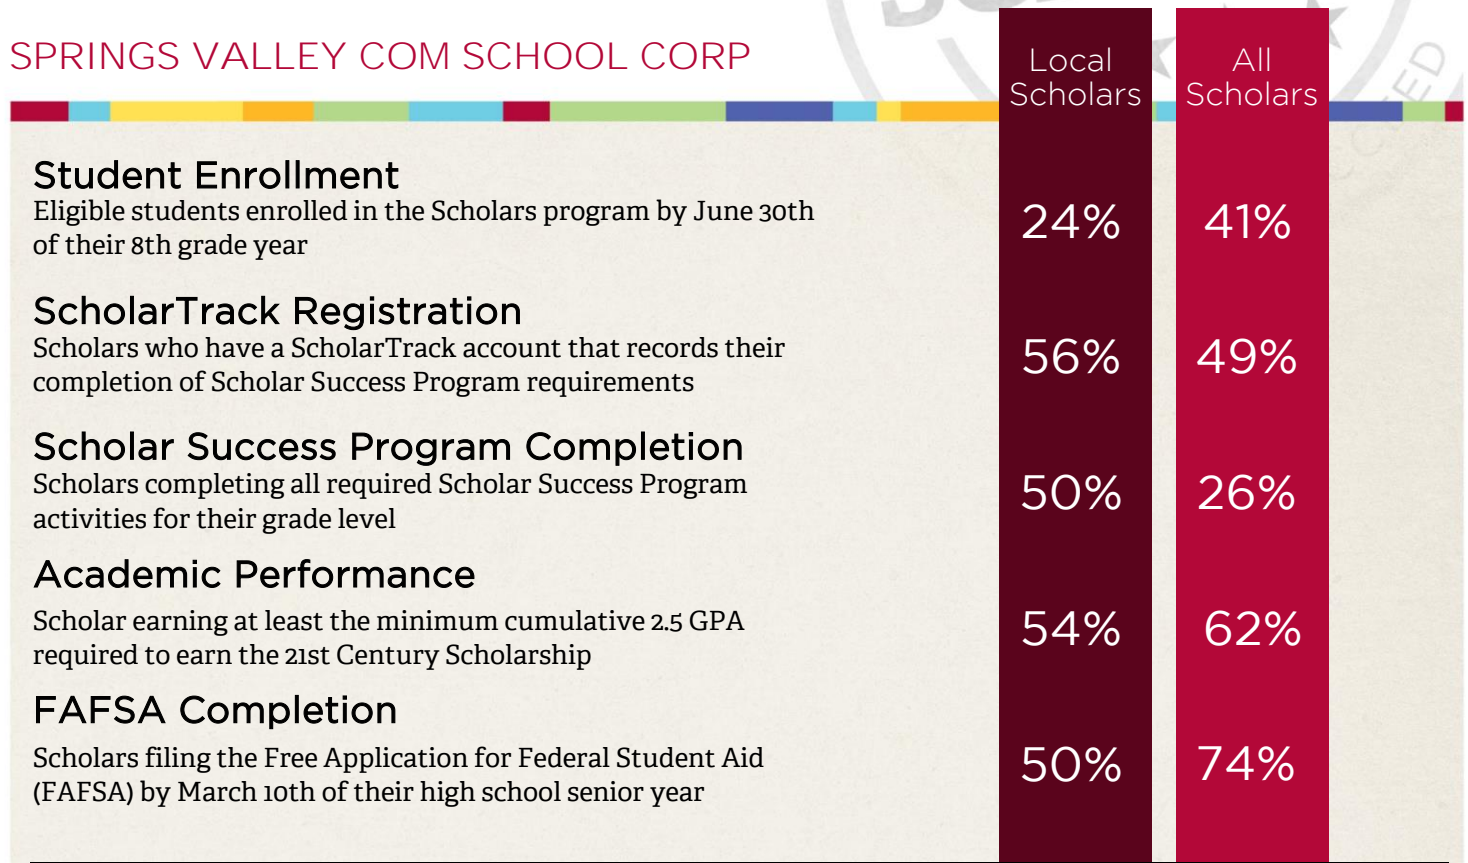 SPRINGS VALLEY COM SCHOOL CORP
Local
Scholars
All
Scholars
Student Enrollment
Eligible students enrolled in the Scholars program by June 30th
of their 8th grade year
24%
41%
ScholarTrack Registration
Scholars who have a ScholarTrack account that records their
completion of Scholar Success Program requirements
56%
49%
Scholar Success Program Completion
Scholars completing all required Scholar Success Program
activities for their grade level
50%
26%
Academic Performance
Scholar earning at least the minimum cumulative 2.5 GPA
required to earn the 21st Century Scholarship
54%
62%
FAFSA Completion
Scholars filing the Free Application for Federal Student Aid
(FAFSA) by March 10th of their high school senior year
50%
74%